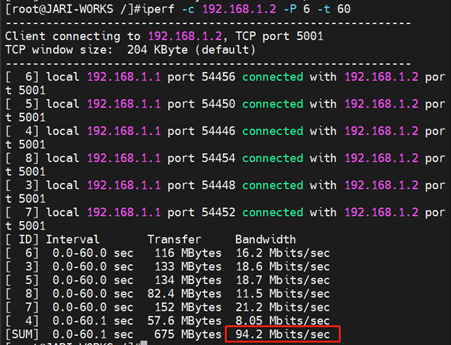 [root@JARI-WORKS /]#iperf -c 192.168.1.2 -P 6 -t 60
------------------------------------------------------------
Client connecting to 192.168.1.2, TCP port 5001
TCP window size:  204 KByte (default)
------------------------------------------------------------
[  6] local 192.168.1.1 port 54456 connected with 192.168.1.2 por
t 5001
[  5] local 192.168.1.1 port 54450 connected with 192.168.1.2 por
t 5001
[  4] local 192.168.1.1 port 54446 connected with 192.168.1.2 por
t 5001
[  8] local 192.168.1.1 port 54454 connected with 192.168.1.2 por
t 5001
[  3] local 192.168.1.1 port 54448 connected with 192.168.1.2 por
t 5001
[  7] local 192.168.1.1 port 54452 connected with 192.168.1.2 por
t 5001
[ ID] Interval       Transfer     Bandwidth
[  6]  0.0-60.0 sec   116 MBytes  16.2 Mbits/sec
[  3]  0.0-60.0 sec   133 MBytes  18.6 Mbits/sec
[  5]  0.0-60.0 sec   134 MBytes  18.7 Mbits/sec
[  8]  0.0-60.0 sec  82.4 MBytes  11.5 Mbits/sec
[  7]  0.0-60.0 sec   152 MBytes  21.2 Mbits/sec
[  4]  0.0-60.1 sec  57.6 MBytes  8.05 Mbits/sec
[SUM]  0.0-60.1 sec   675 MBytes  94.2 Mbits/sec
[root@JARI-WORKS /]#